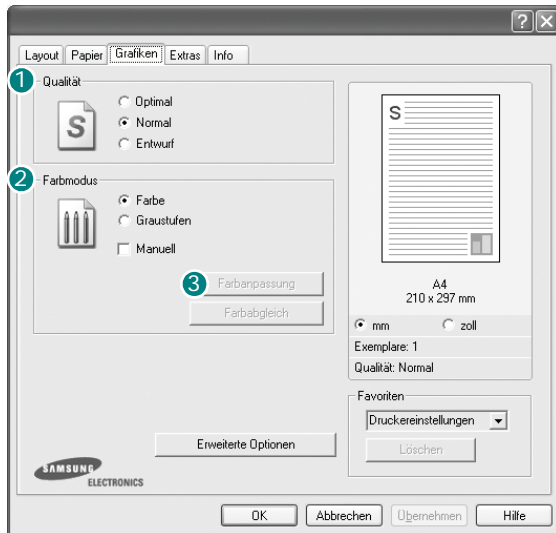 ? X
Layout Papier Grafiken Extras Info
1 Qualität
S
Optimal
Normal
Entwurf
2 Farbmodus
Farbe
Graustufen
Manuell
3 Farbanpassung
Farbabgleich
S
A4
210 x 297 mm
mm zoll
Exemplare: 1
Qualität: Normal
Favoriten
Druckereinstellungen
Löschen
Erweiterte Optionen
SAMSUNG
ELECTRONICS
OK Abbrechen Übernehmen Hilfe